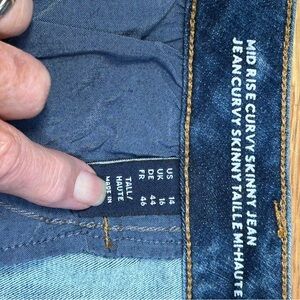 MID RISE CURVY SKINNY JEAN
JEAN CURVY SKINNY TAILLE MI-HAUTE
US 14
UK 16
DE 44
FR 46
TALL/
HAUTE
MADE IN